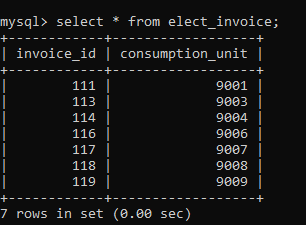 mysql> select * from elect_invoice;
+------------+------------------+
| invoice_id | consumption_unit |
+------------+------------------+
|        111 |             9001 |
|        113 |             9003 |
|        114 |             9004 |
|        116 |             9006 |
|        117 |             9007 |
|        118 |             9008 |
|        119 |             9009 |
+------------+------------------+
7 rows in set (0.00 sec)